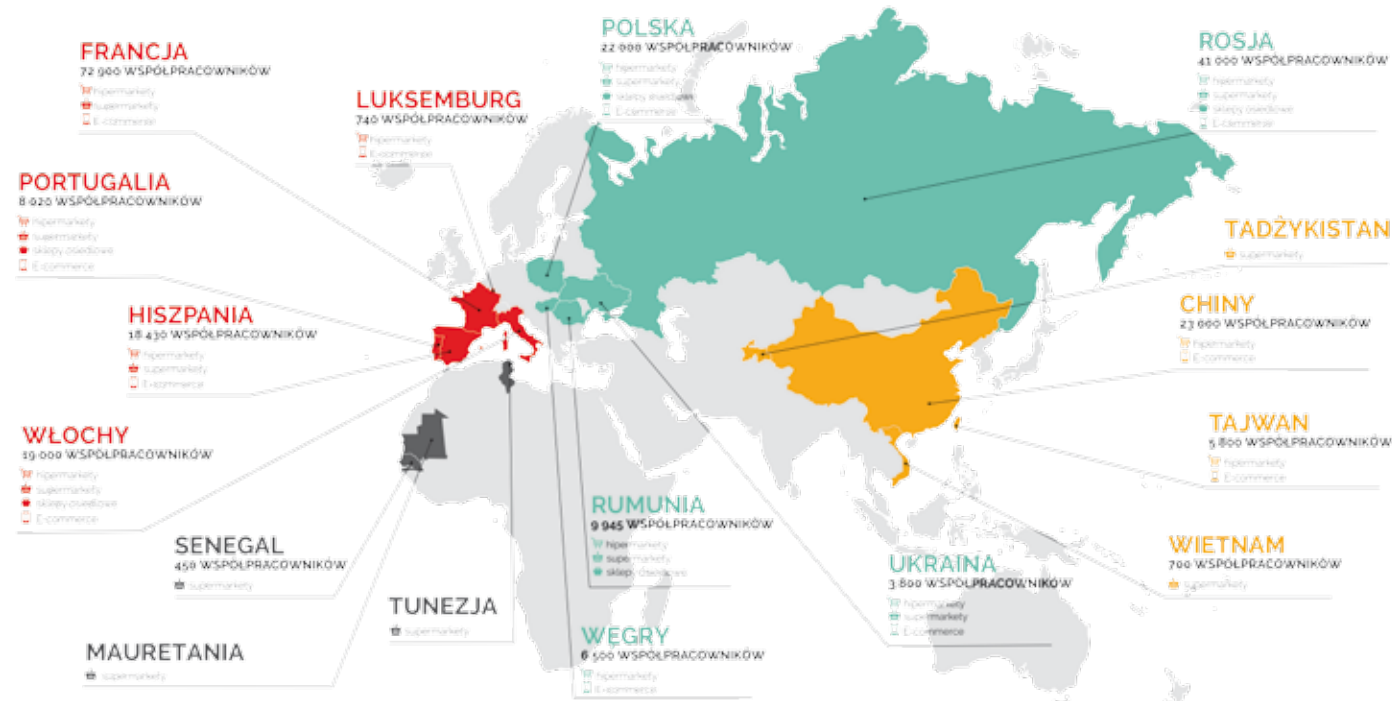 FRANCJA
72 900 WSPÓŁPRACOWNIKÓW
hipermarkety
supermarkety
E-commerce
LUKSEMBURG
740 WSPÓŁPRACOWNIKÓW
hipermarkety
E-commerce
POLSKA
22 000 WSPÓŁPRACOWNIKÓW
hipermarkety
supermarkety
sklepy osiedlowe
E-commerce
ROSJA
41 000 WSPÓŁPRACOWNIKÓW
hipermarkety
supermarkety
sklepy osiedlowe
E-commerce
PORTUGALIA
8 020 WSPÓŁPRACOWNIKÓW
hipermarkety
supermarkety
sklepy osiedlowe
E-commerce
TADŻYKISTAN
supermarkety
HISZPANIA
18 430 WSPÓŁPRACOWNIKÓW
hipermarkety
supermarkety
E-commerce
CHINY
23 000 WSPÓŁPRACOWNIKÓW
hipermarkety
E-commerce
WŁOCHY
19 000 WSPÓŁPRACOWNIKÓW
hipermarkety
supermarkety
sklepy osiedlowe
E-commerce
TAJWAN
5 800 WSPÓŁPRACOWNIKÓW
hipermarkety
E-commerce
SENEGAL
450 WSPÓŁPRACOWNIKÓW
supermarkety
RUMUNIA
9 945 WSPÓŁPRACOWNIKÓW
hipermarkety
supermarkety
sklepy osiedlowe
UKRAINA
3 800 WSPÓŁPRACOWNIKÓW
hipermarkety
supermarkety
E-commerce
WIETNAM
700 WSPÓŁPRACOWNIKÓW
supermarkety
TUNEZJA
supermarkety
MAURETANIA
supermarkety
WĘGRY
6 500 WSPÓŁPRACOWNIKÓW
hipermarkety
E-commerce